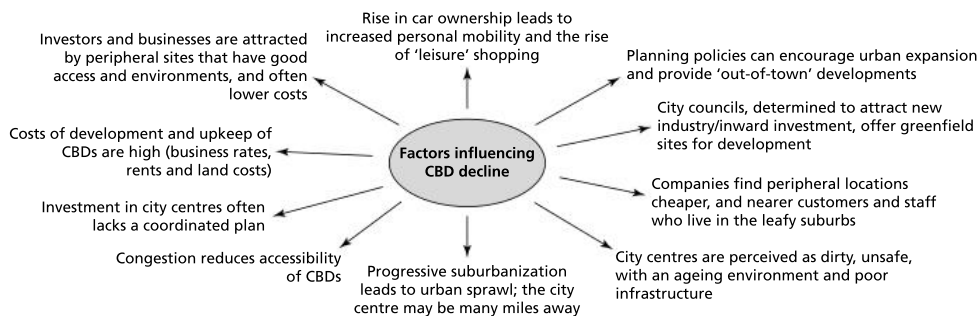 Rise in car ownership leads to
increased personal mobility and the rise
of ‘leisure’ shopping
Planning policies can encourage urban expansion
and provide ‘out-of-town’ developments
City councils, determined to attract new
industry/inward investment, offer greenfield
sites for development
Companies find peripheral locations
cheaper, and nearer customers and staff
who live in the leafy suburbs
City centres are perceived as dirty, unsafe,
with an ageing environment and poor
infrastructure
Progressive suburbanization
leads to urban sprawl; the city
centre may be many miles away
Congestion reduces accessibility
of CBDs
Investment in city centres often
lacks a coordinated plan
Costs of development and upkeep of
CBDs are high (business rates,
rents and land costs)
Investors and businesses are attracted
by peripheral sites that have good
access and environments, and often
lower costs
Factors influencing
CBD decline